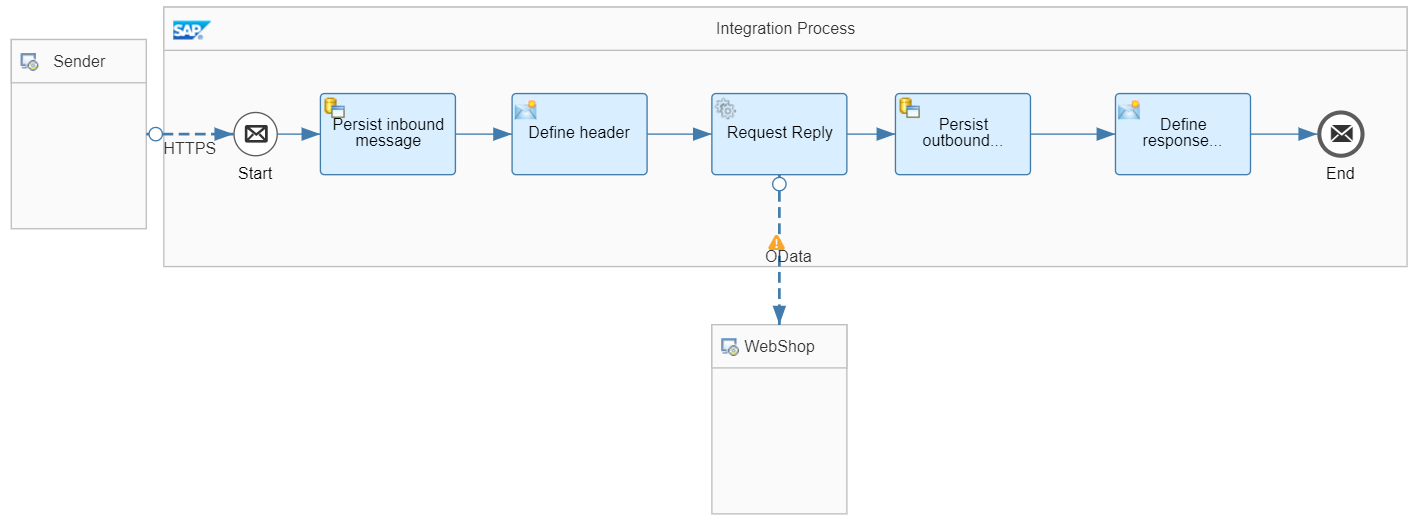 SAP
Integration Process
Sender
HTTPS
Start
Persist inbound
message
Define header
Request Reply
Persist
outbound...
Define
response...
End
OData
WebShop